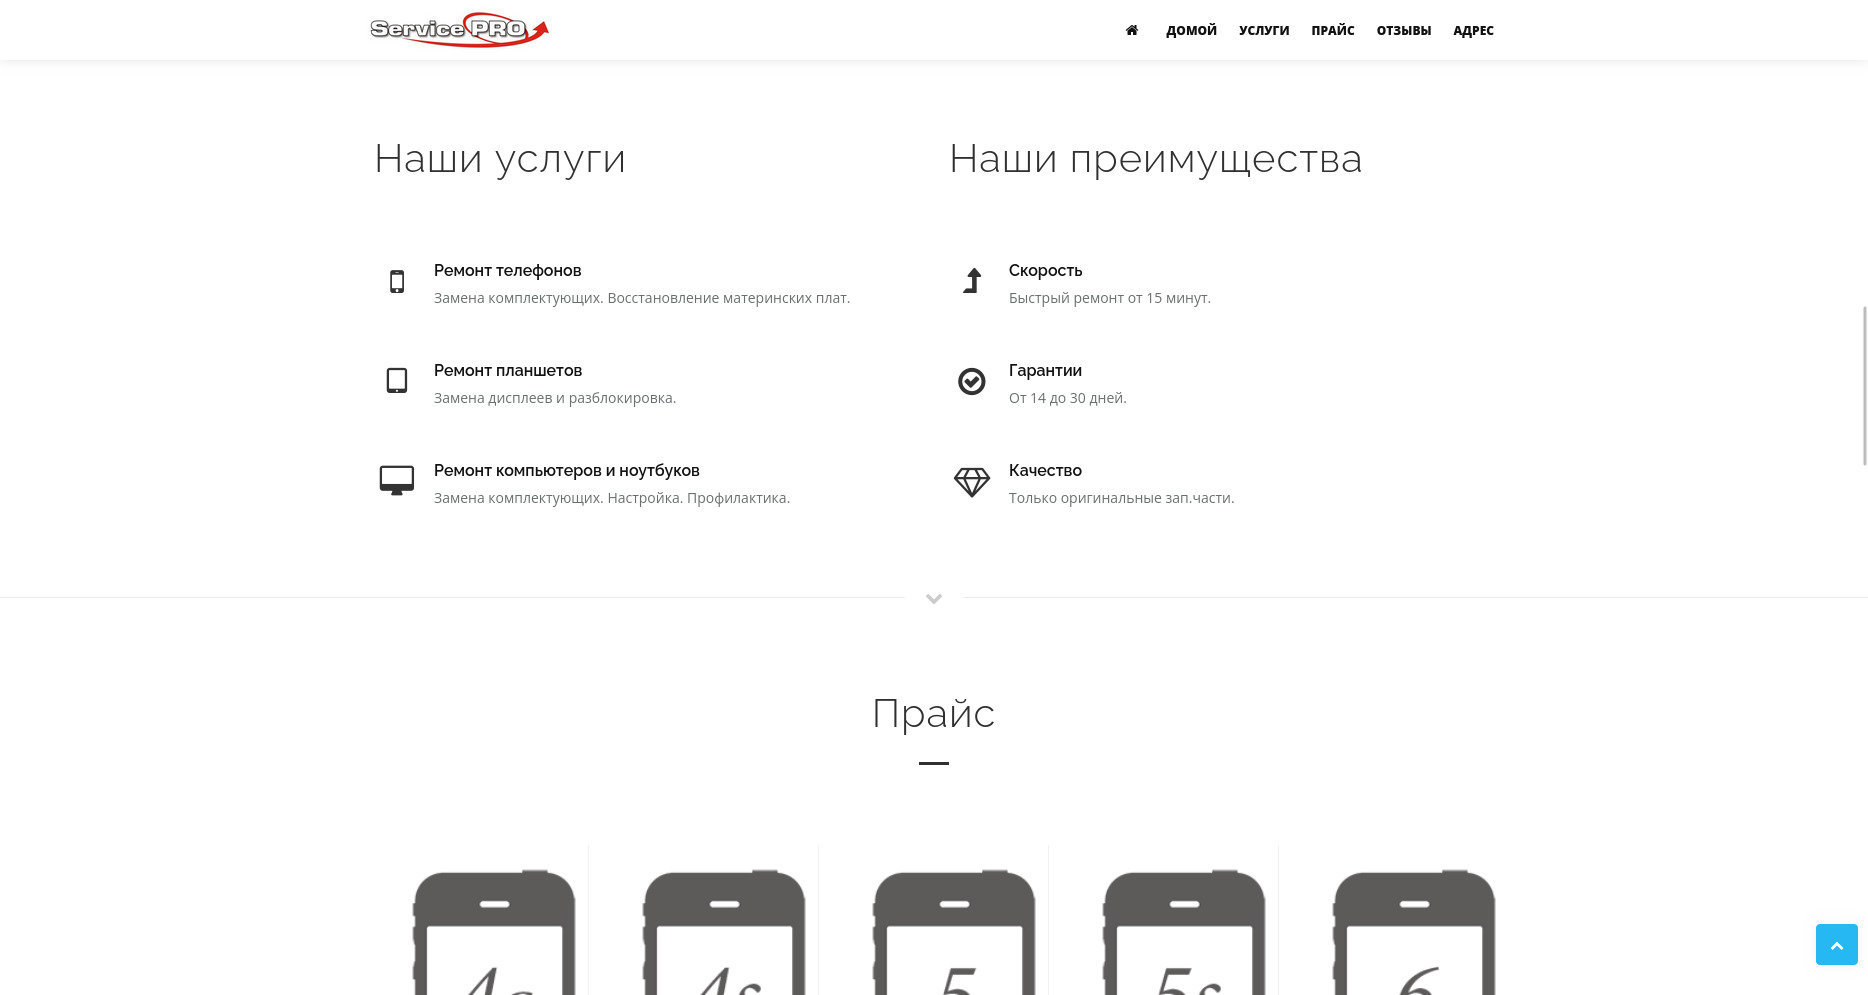 Service PRO
ДОМОЙ УСЛУГИ ПРАЙС ОТЗЫВЫ АДРЕС
Наши услуги
Ремонт телефонов
Замена комплектующих. Восстановление материнских плат.
Ремонт планшетов
Замена дисплеев и разблокировка.
Ремонт компьютеров и ноутбуков
Замена комплектующих. Настройка. Профилактика.
Наши преимущества
Скорость
Быстрый ремонт от 15 минут.
Гарантии
От 14 до 30 дней.
Качество
Только оригинальные зап.части.
Прайс
4s 5 5s 6